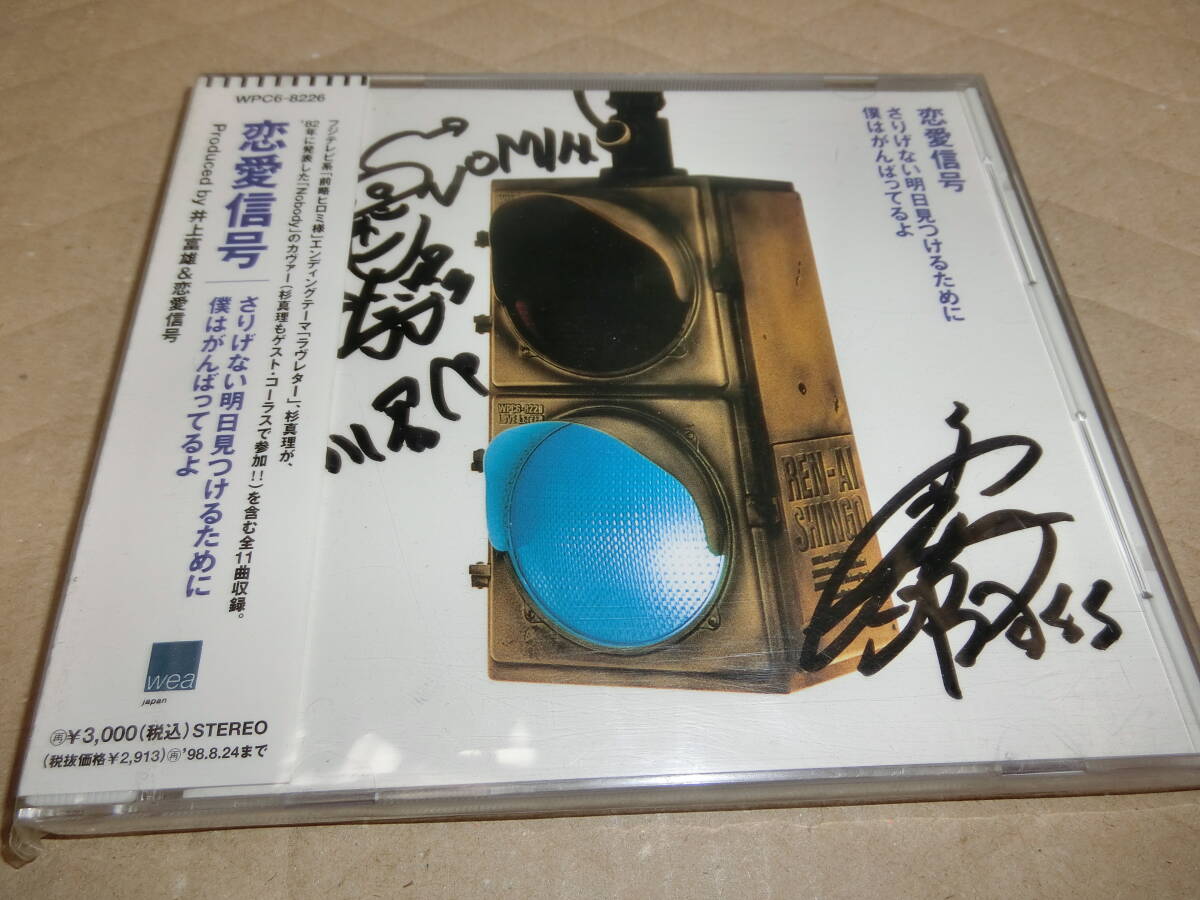 WPC6-8226
恋愛信号
さりげない明日見つけるために
僕はがんばってるよ
Produced by 井上富雄&恋愛信号
フジテレビ系「前略ヒロミ様」エンディングテーマ「ラヴレター」、杉真理が、
'82年に発表した「Nobody」のカヴァー(杉真理もゲスト・コーラスで参加!!)を含む全11曲収録。
wea
japan
㊢¥3,000(税込)STEREO
(税抜価格¥2,913)㊢'98.8.24まで
恋愛信号
さりげない明日見つけるために
僕はがんばってるよ
REN-AI
SHINGO